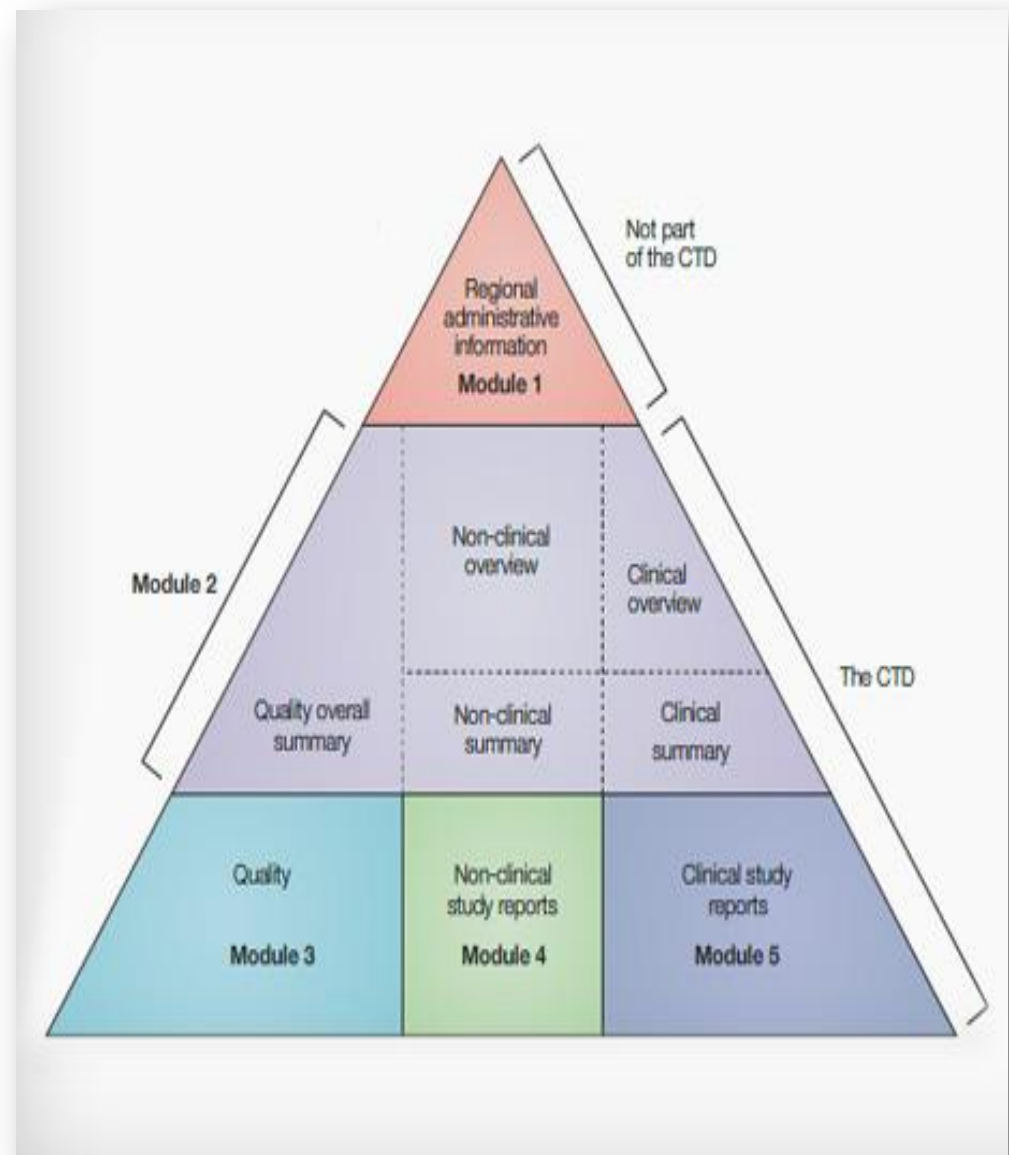 Not part
of the CTD
Regional
administrative
information
Module 1
Module 2
Non-clinical
overview
Clinical
overview
The CTD
Quality overall
summary
Non-clinical
summary
Clinical
summary
Quality
Module 3
Non-clinical
study reports
Module 4
Clinical study
reports
Module 5